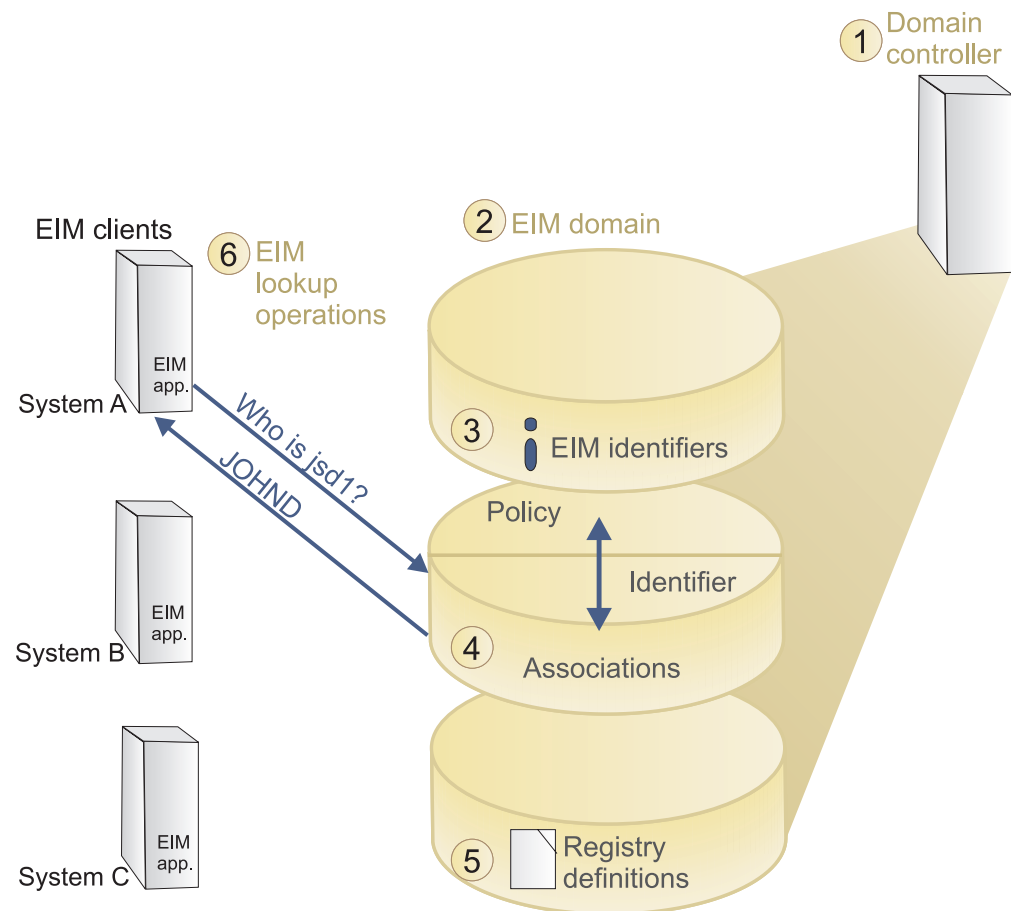 1
Domain
controller
EIM clients
6
EIM
lookup
operations
2
EIM domain
EIM
app.
System A
Who is jsd1?
JOHND
3
EIM identifiers
Policy
Identifier
EIM
app.
System B
4
Associations
EIM
app.
System C
5
Registry
definitions